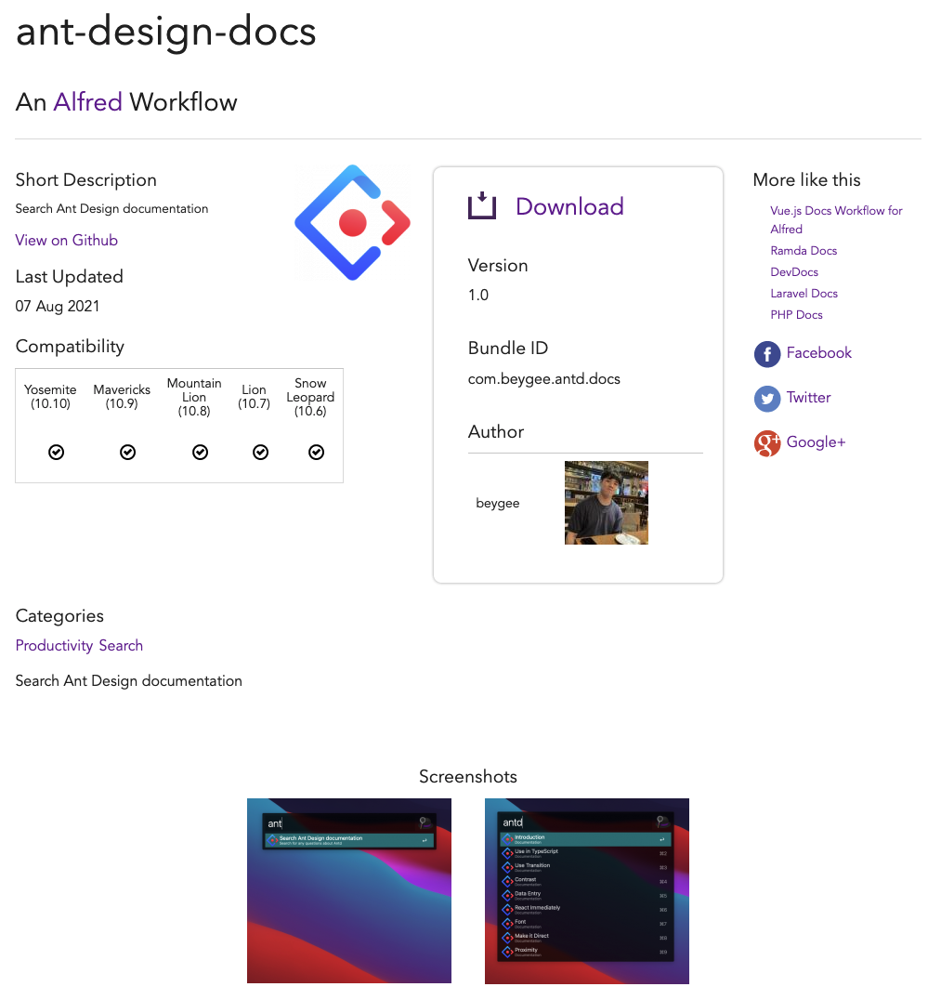 ant-design-docs
An Alfred Workflow
Short Description
Search Ant Design documentation
View on Github
Last Updated
07 Aug 2021
Compatibility
Yosemite (10.10)
Mavericks (10.9)
Mountain Lion (10.8)
Lion (10.7)
Snow Leopard (10.6)
Download
Version
1.0
Bundle ID
com.beygee.antd.docs
Author
beygee
More like this
Vue.js Docs Workflow for
Alfred
Ramda Docs
DevDocs
Laravel Docs
PHP Docs
Facebook
Twitter
Google+
Categories
Productivity Search
Search Ant Design documentation
Screenshots
ant
Search Ant Design documentation
Search for any questions about Antd
antd
Introduction
Documentation
Use in TypeScript
Documentation
⌘2
Use Transition
Documentation
⌘3
Contrast
Documentation
⌘4
Data Entry
Documentation
⌘5
React Immediately
Documentation
⌘6
Font
Documentation
⌘7
Make it Direct
Documentation
⌘8
Proximity
Documentation
⌘9